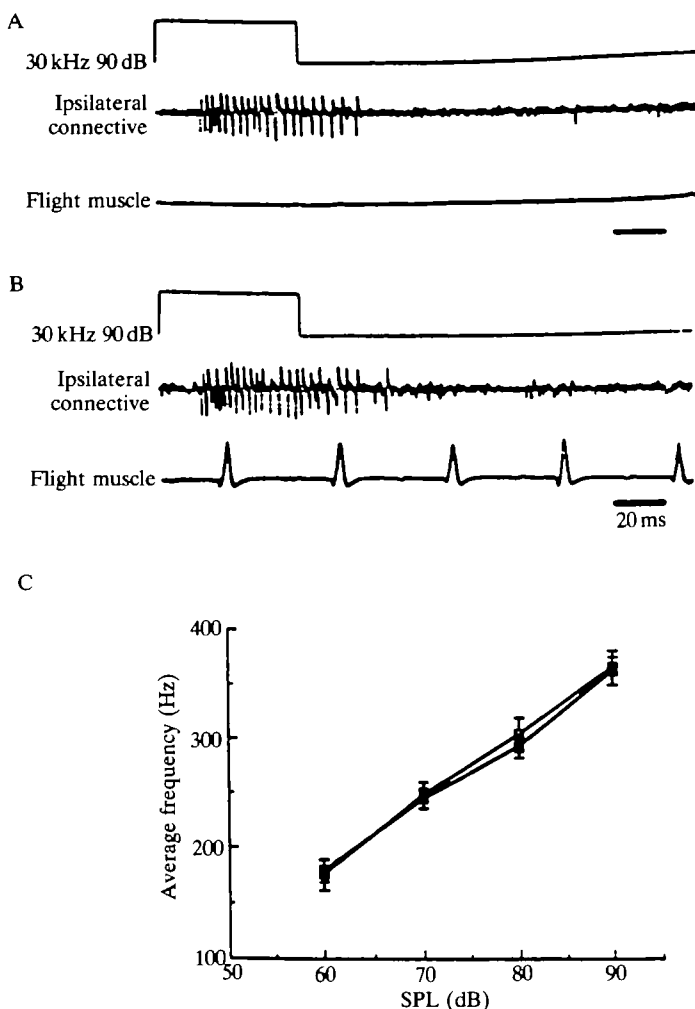 A
30 kHz 90 dB
Ipsilateral
connective
Flight muscle
B
30 kHz 90 dB
Ipsilateral
connective
Flight muscle
20 ms
C
400
300
200
100
Average frequency (Hz)
50 60 70 80 90
SPL (dB)